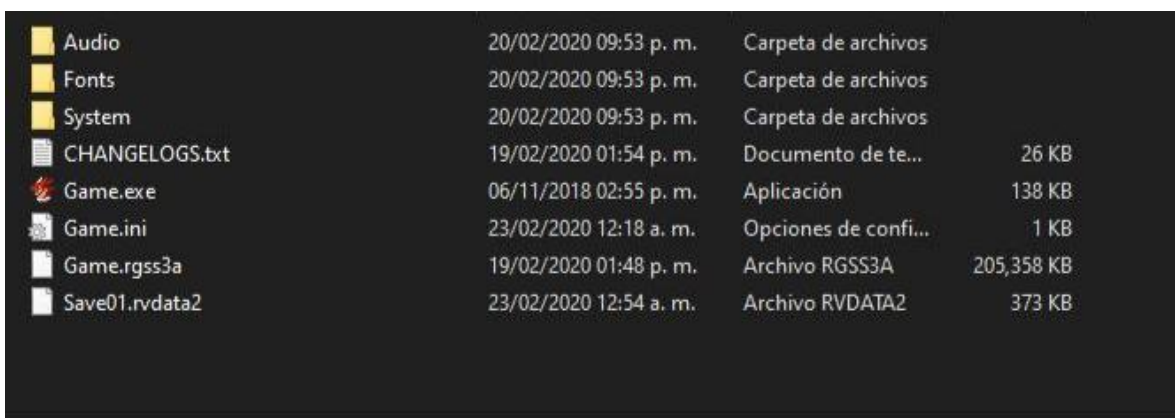 Audio 20/02/2020 09:53 p. m. Carpeta de archivos
Fonts 20/02/2020 09:53 p. m. Carpeta de archivos
System 20/02/2020 09:53 p. m. Carpeta de archivos
CHANGELOGS.txt 19/02/2020 01:54 p. m. Documento de te... 26 KB
Game.exe 06/11/2018 02:55 p. m. Aplicación 138 KB
Game.ini 23/02/2020 12:18 a. m. Opciones de confi... 1 KB
Game.rgss3a 19/02/2020 01:48 p. m. Archivo RGSS3A 205,358 KB
Save01.rvdata2 23/02/2020 12:54 a. m. Archivo RVDATA2 373 KB